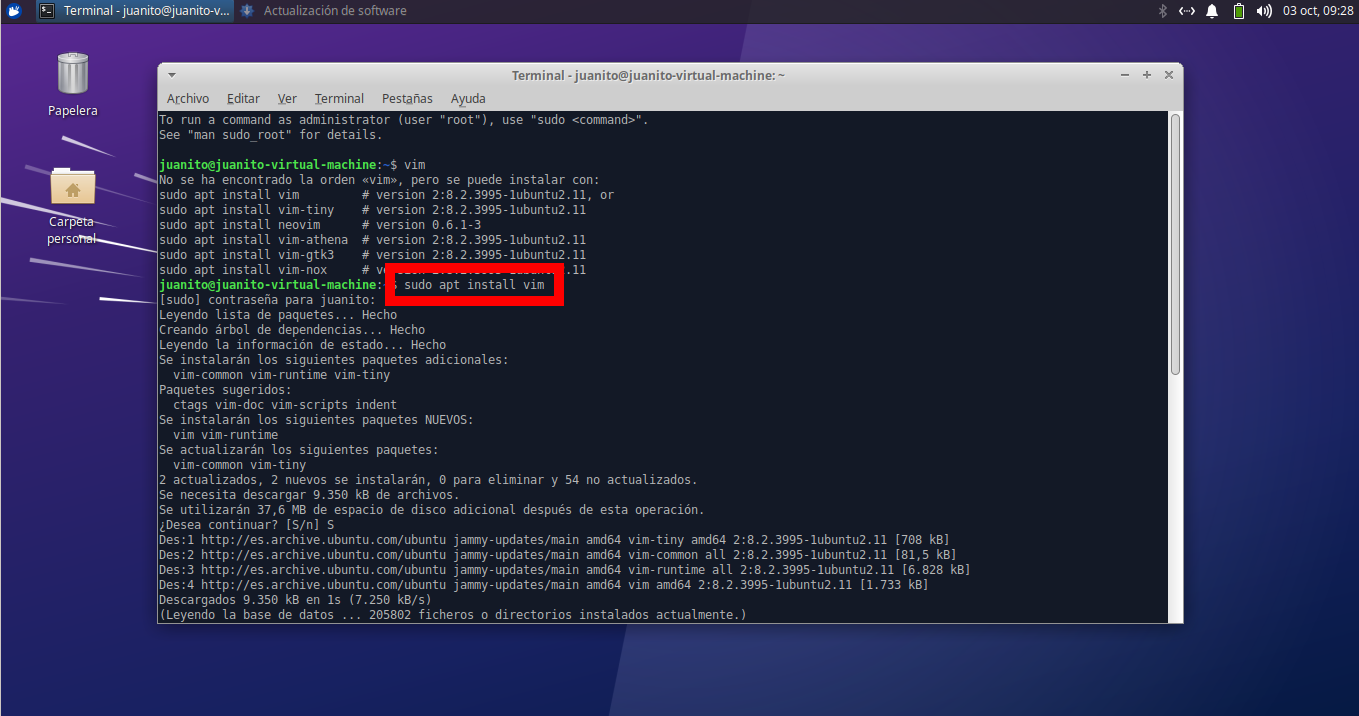 Terminal - juanito@juanito-v... Actualización de software 03 oct, 09:28
Papelera
Carpeta
personal
Terminal - juanito@juanito-virtual-machine: ~
Archivo Editar Ver Terminal Pestañas Ayuda
To run a command as administrator (user "root"), use "sudo <command>".
See "man sudo_root" for details.
juanito@juanito-virtual-machine:~$ vim
No se ha encontrado la orden «vim», pero se puede instalar con:
sudo apt install vim # version 2:8.2.3995-1ubuntu2.11, or
sudo apt install vim-tiny # version 2:8.2.3995-1ubuntu2.11
sudo apt install neovim # version 0.6.1-3
sudo apt install vim-athena # version 2:8.2.3995-1ubuntu2.11
sudo apt install vim-gtk3 # version 2:8.2.3995-1ubuntu2.11
sudo apt install vim-nox # 2.11
juanito@juanito-virtual-machine: sudo apt install vim
[sudo] contraseña para juanito:
Leyendo lista de paquetes... Hecho
Creando árbol de dependencias... Hecho
Leyendo la información de estado... Hecho
Se instalarán los siguientes paquetes adicionales:
vim-common vim-runtime vim-tiny
Paquetes sugeridos:
ctags vim-doc vim-scripts indent
Se instalarán los siguientes paquetes NUEVOS:
vim vim-runtime
Se actualizarán los siguientes paquetes:
vim-common vim-tiny
2 actualizados, 2 nuevos se instalarán, 0 para eliminar y 54 no actualizados.
Se necesita descargar 9.350 kB de archivos.
Se utilizarán 37,6 MB de espacio de disco adicional después de esta operación.
¿Desea continuar? [S/n] S
Des:1 http://es.archive.ubuntu.com/ubuntu jammy-updates/main amd64 vim-tiny amd64 2:8.2.3995-1ubuntu2.11 [708 kB]
Des:2 http://es.archive.ubuntu.com/ubuntu jammy-updates/main amd64 vim-common all 2:8.2.3995-1ubuntu2.11 [81,5 kB]
Des:3 http://es.archive.ubuntu.com/ubuntu jammy-updates/main amd64 vim-runtime all 2:8.2.3995-1ubuntu2.11 [6.828 kB]
Des:4 http://es.archive.ubuntu.com/ubuntu jammy-updates/main amd64 vim amd64 2:8.2.3995-1ubuntu2.11 [1.733 kB]
Descargados 9.350 kB en 1s (7.250 kB/s)
(Leyendo la base de datos ... 205802 ficheros o directorios instalados actualmente.)